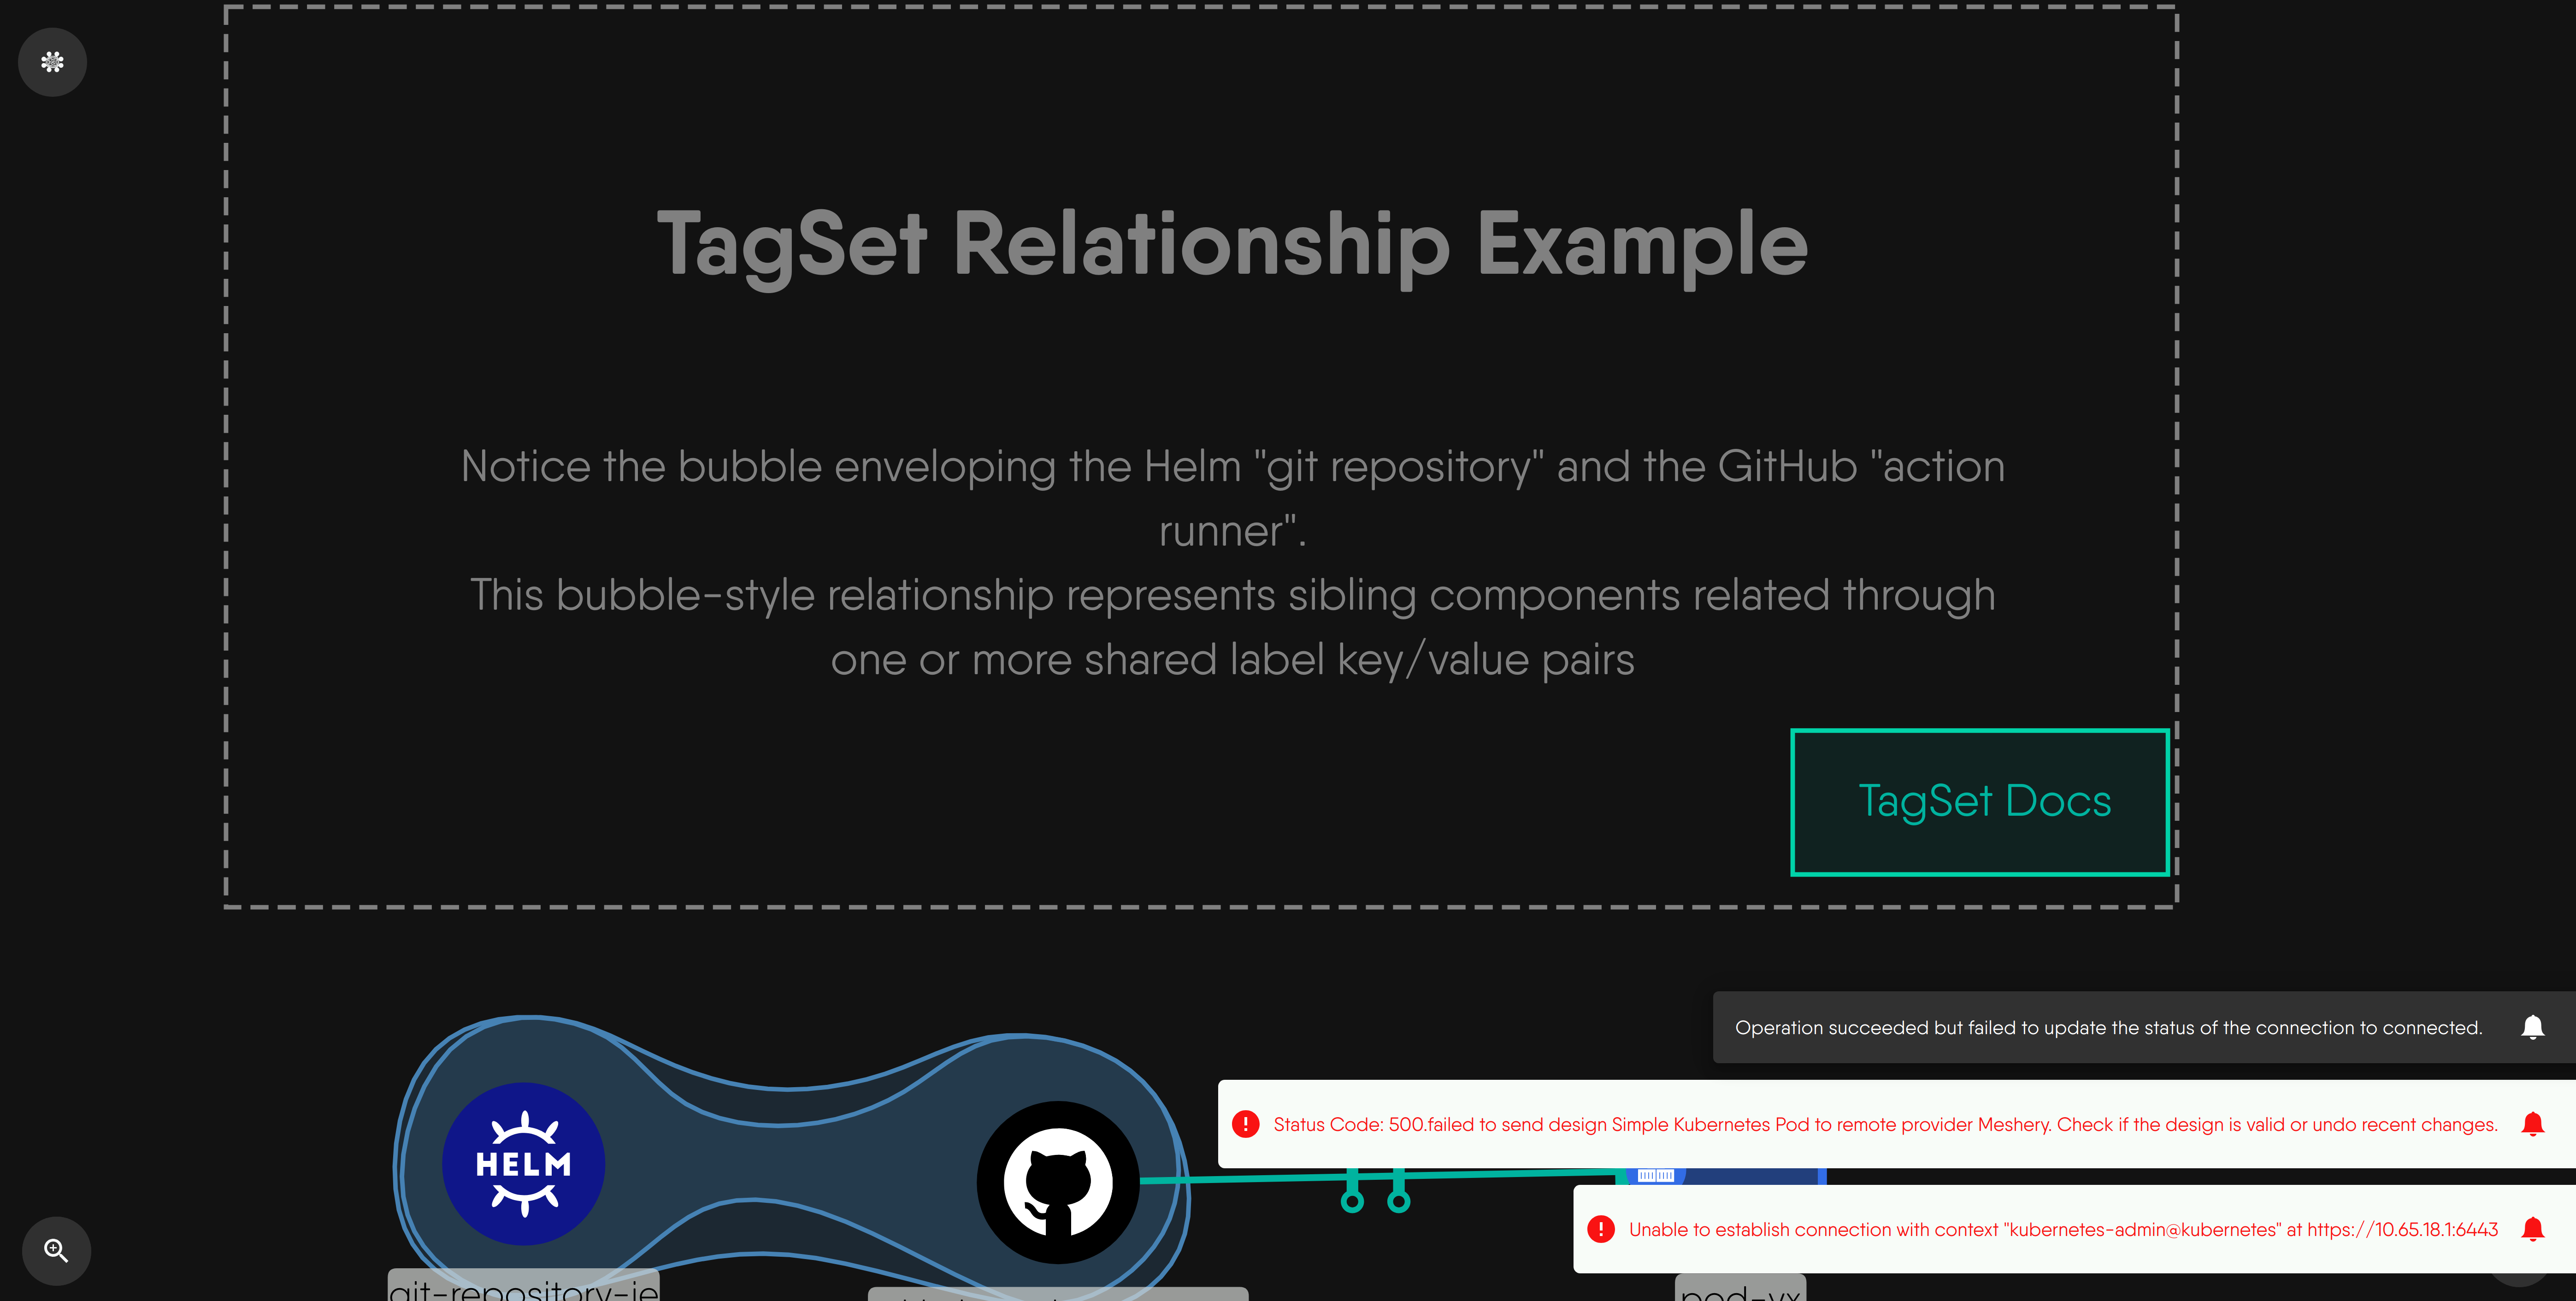 TagSet Relationship Example
Notice the bubble enveloping the Helm "git repository" and the GitHub "action
runner".
This bubble-style relationship represents sibling components related through
one or more shared label key/value pairs
TagSet Docs
Operation succeeded but failed to update the status of the connection to connected.
Status Code: 500.failed to send design Simple Kubernetes Pod to remote provider Meshery. Check if the design is valid or undo recent changes.
HELM
Unable to establish connection with context "kubernetes-admin@kubernetes" at https://10.65.18.1:6443
git-repository-ie
pod-vx